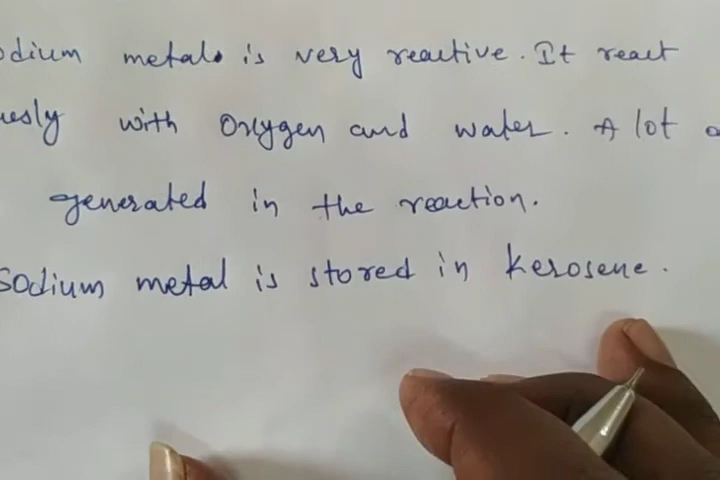 odium metal is very reactive. It react
usly with Oxygen and water. A lot o
generated in the reaction.
Sodium metal is stored in kerosene.